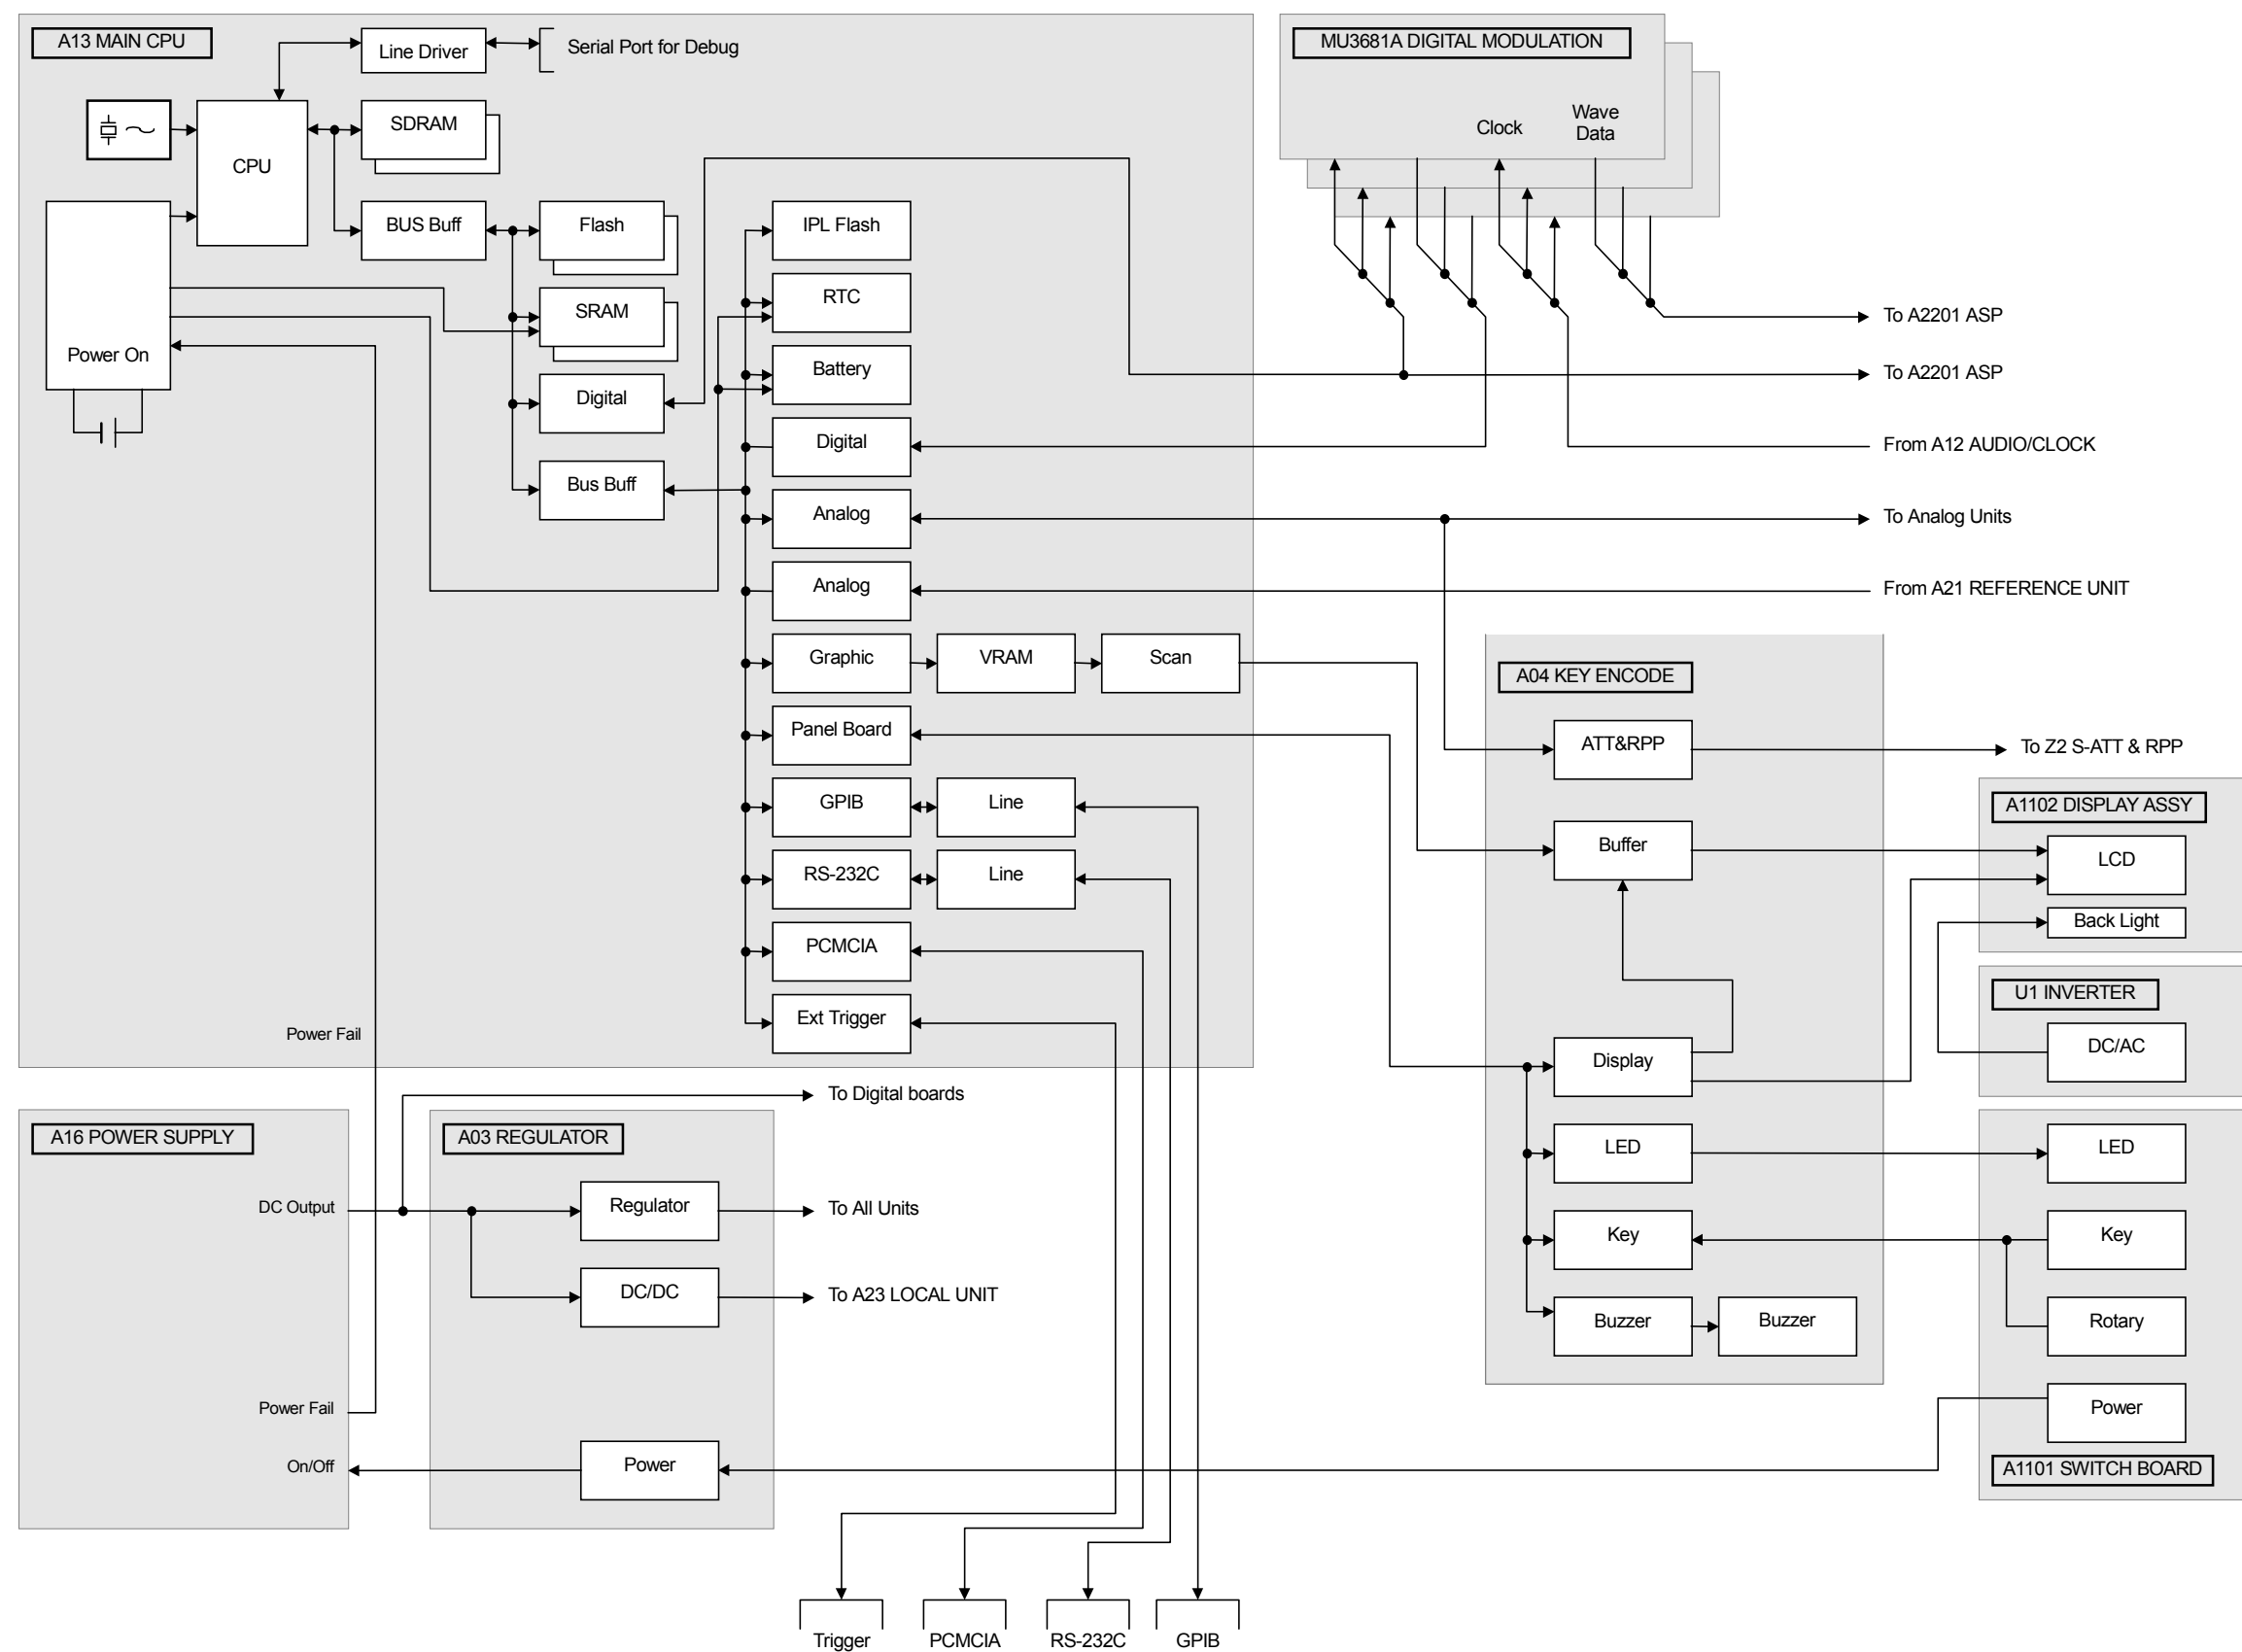 A13 MAIN CPU
Line Driver
Serial Port for Debug
CPU
SDRAM
BUS Buff
Flash
SRAM
Digital
Bus Buff
Power On
IPL Flash
RTC
Battery
Digital
Analog
Analog
Graphic
VRAM
Scan
Panel Board
GPIB
Line
RS-232C
Line
PCMCIA
Ext Trigger
Power Fail
MU3681A DIGITAL MODULATION
Clock
Wave
Data
To A2201 ASP
To A2201 ASP
From A12 AUDIO/CLOCK
To Analog Units
From A21 REFERENCE UNIT
A04 KEY ENCODE
ATT&RPP
To Z2 S-ATT & RPP
Buffer
Display
LED
Key
Buzzer
Buzzer
A1102 DISPLAY ASSY
LCD
Back Light
U1 INVERTER
DC/AC
LED
Key
Rotary
Power
A1101 SWITCH BOARD
To Digital boards
A16 POWER SUPPLY
DC Output
Power Fail
On/Off
A03 REGULATOR
Regulator
To All Units
DC/DC
To A23 LOCAL UNIT
Power
Trigger
PCMCIA
RS-232C
GPIB